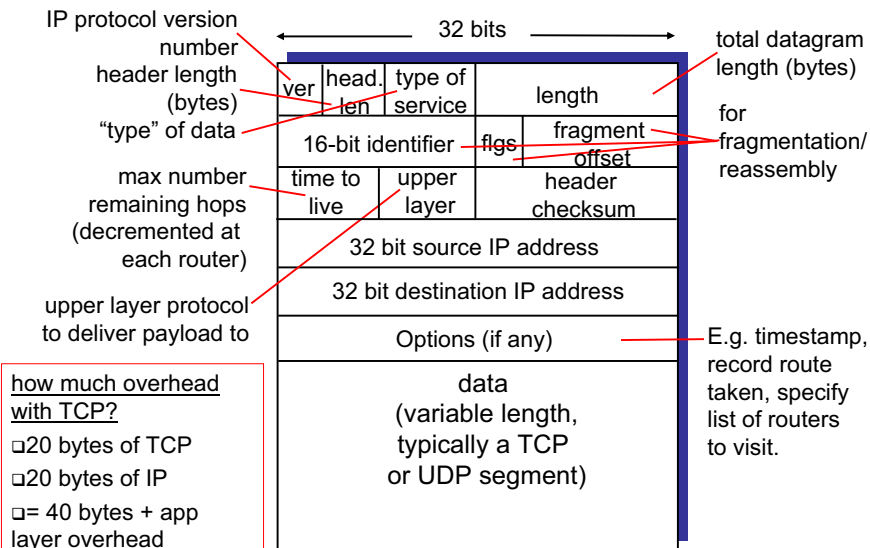 IP protocol version
number
header length
(bytes)
“type” of data
max number
remaining hops
(decremented at
each router)
upper layer protocol
to deliver payload to
how much overhead
with TCP?
❑20 bytes of TCP
❑20 bytes of IP
❑= 40 bytes + app
layer overhead
32 bits
ver
head.
len
type of
service
length
16-bit identifier
flgs
fragment
offset
time to
live
upper
layer
header
checksum
32 bit source IP address
32 bit destination IP address
Options (if any)
data
(variable length,
typically a TCP
or UDP segment)
total datagram
length (bytes)
for
fragmentation/
reassembly
E.g. timestamp,
record route
taken, specify
list of routers
to visit.